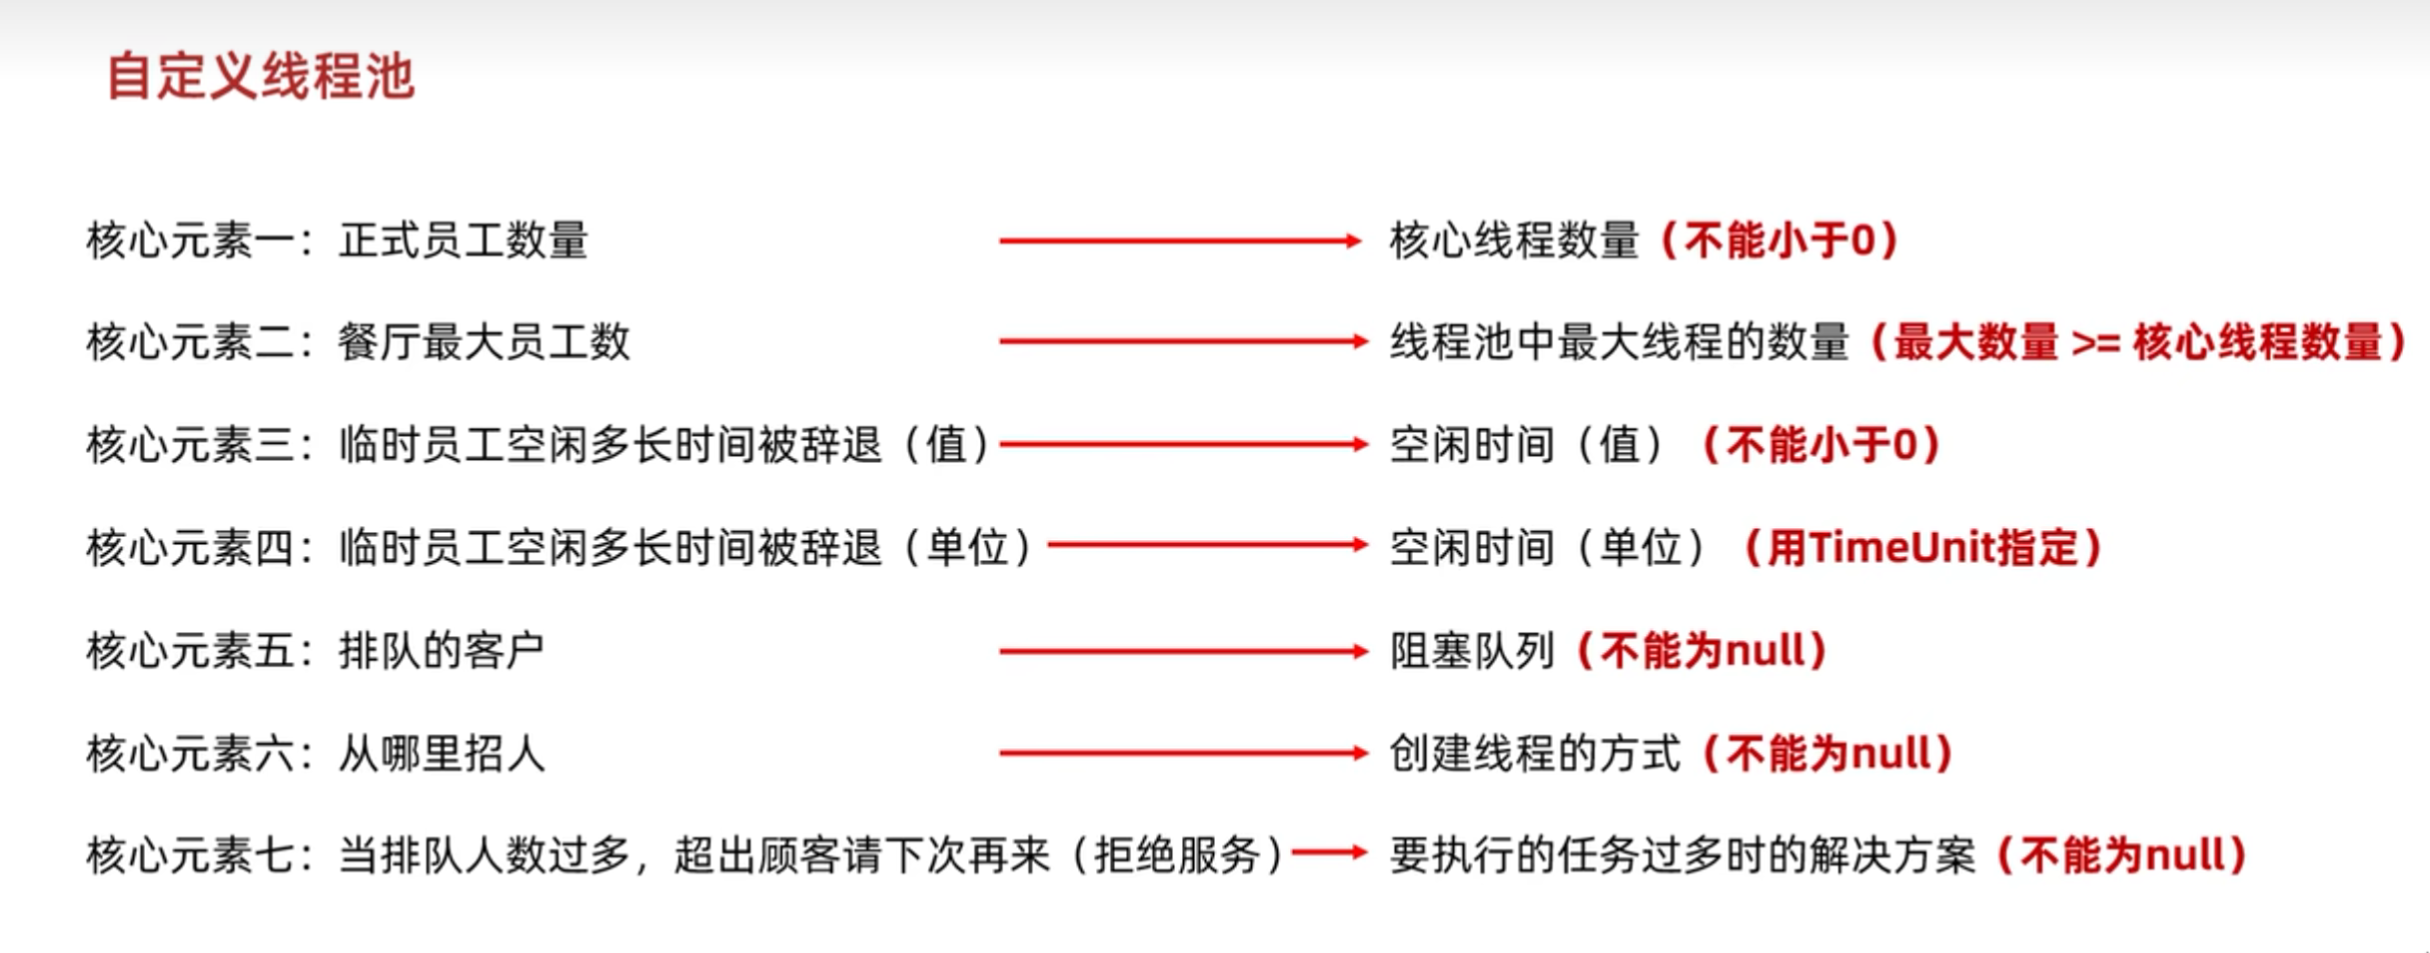 自定义线程池
核心元素一：正式员工数量 核心线程数量（不能小于0）
核心元素二：餐厅最大员工数 线程池中最大线程的数量（最大数量 >= 核心线程数量）
核心元素三：临时员工空闲多长时间被辞退（值） 空闲时间（值）（不能小于0）
核心元素四：临时员工空闲多长时间被辞退（单位） 空闲时间（单位）（用TimeUnit指定）
核心元素五：排队的客户 阻塞队列（不能为null）
核心元素六：从哪里招人 创建线程的方式（不能为null）
核心元素七：当排队人数过多，超出顾客请下次再来（拒绝服务） 要执行的任务过多时的解决方案（不能为null）